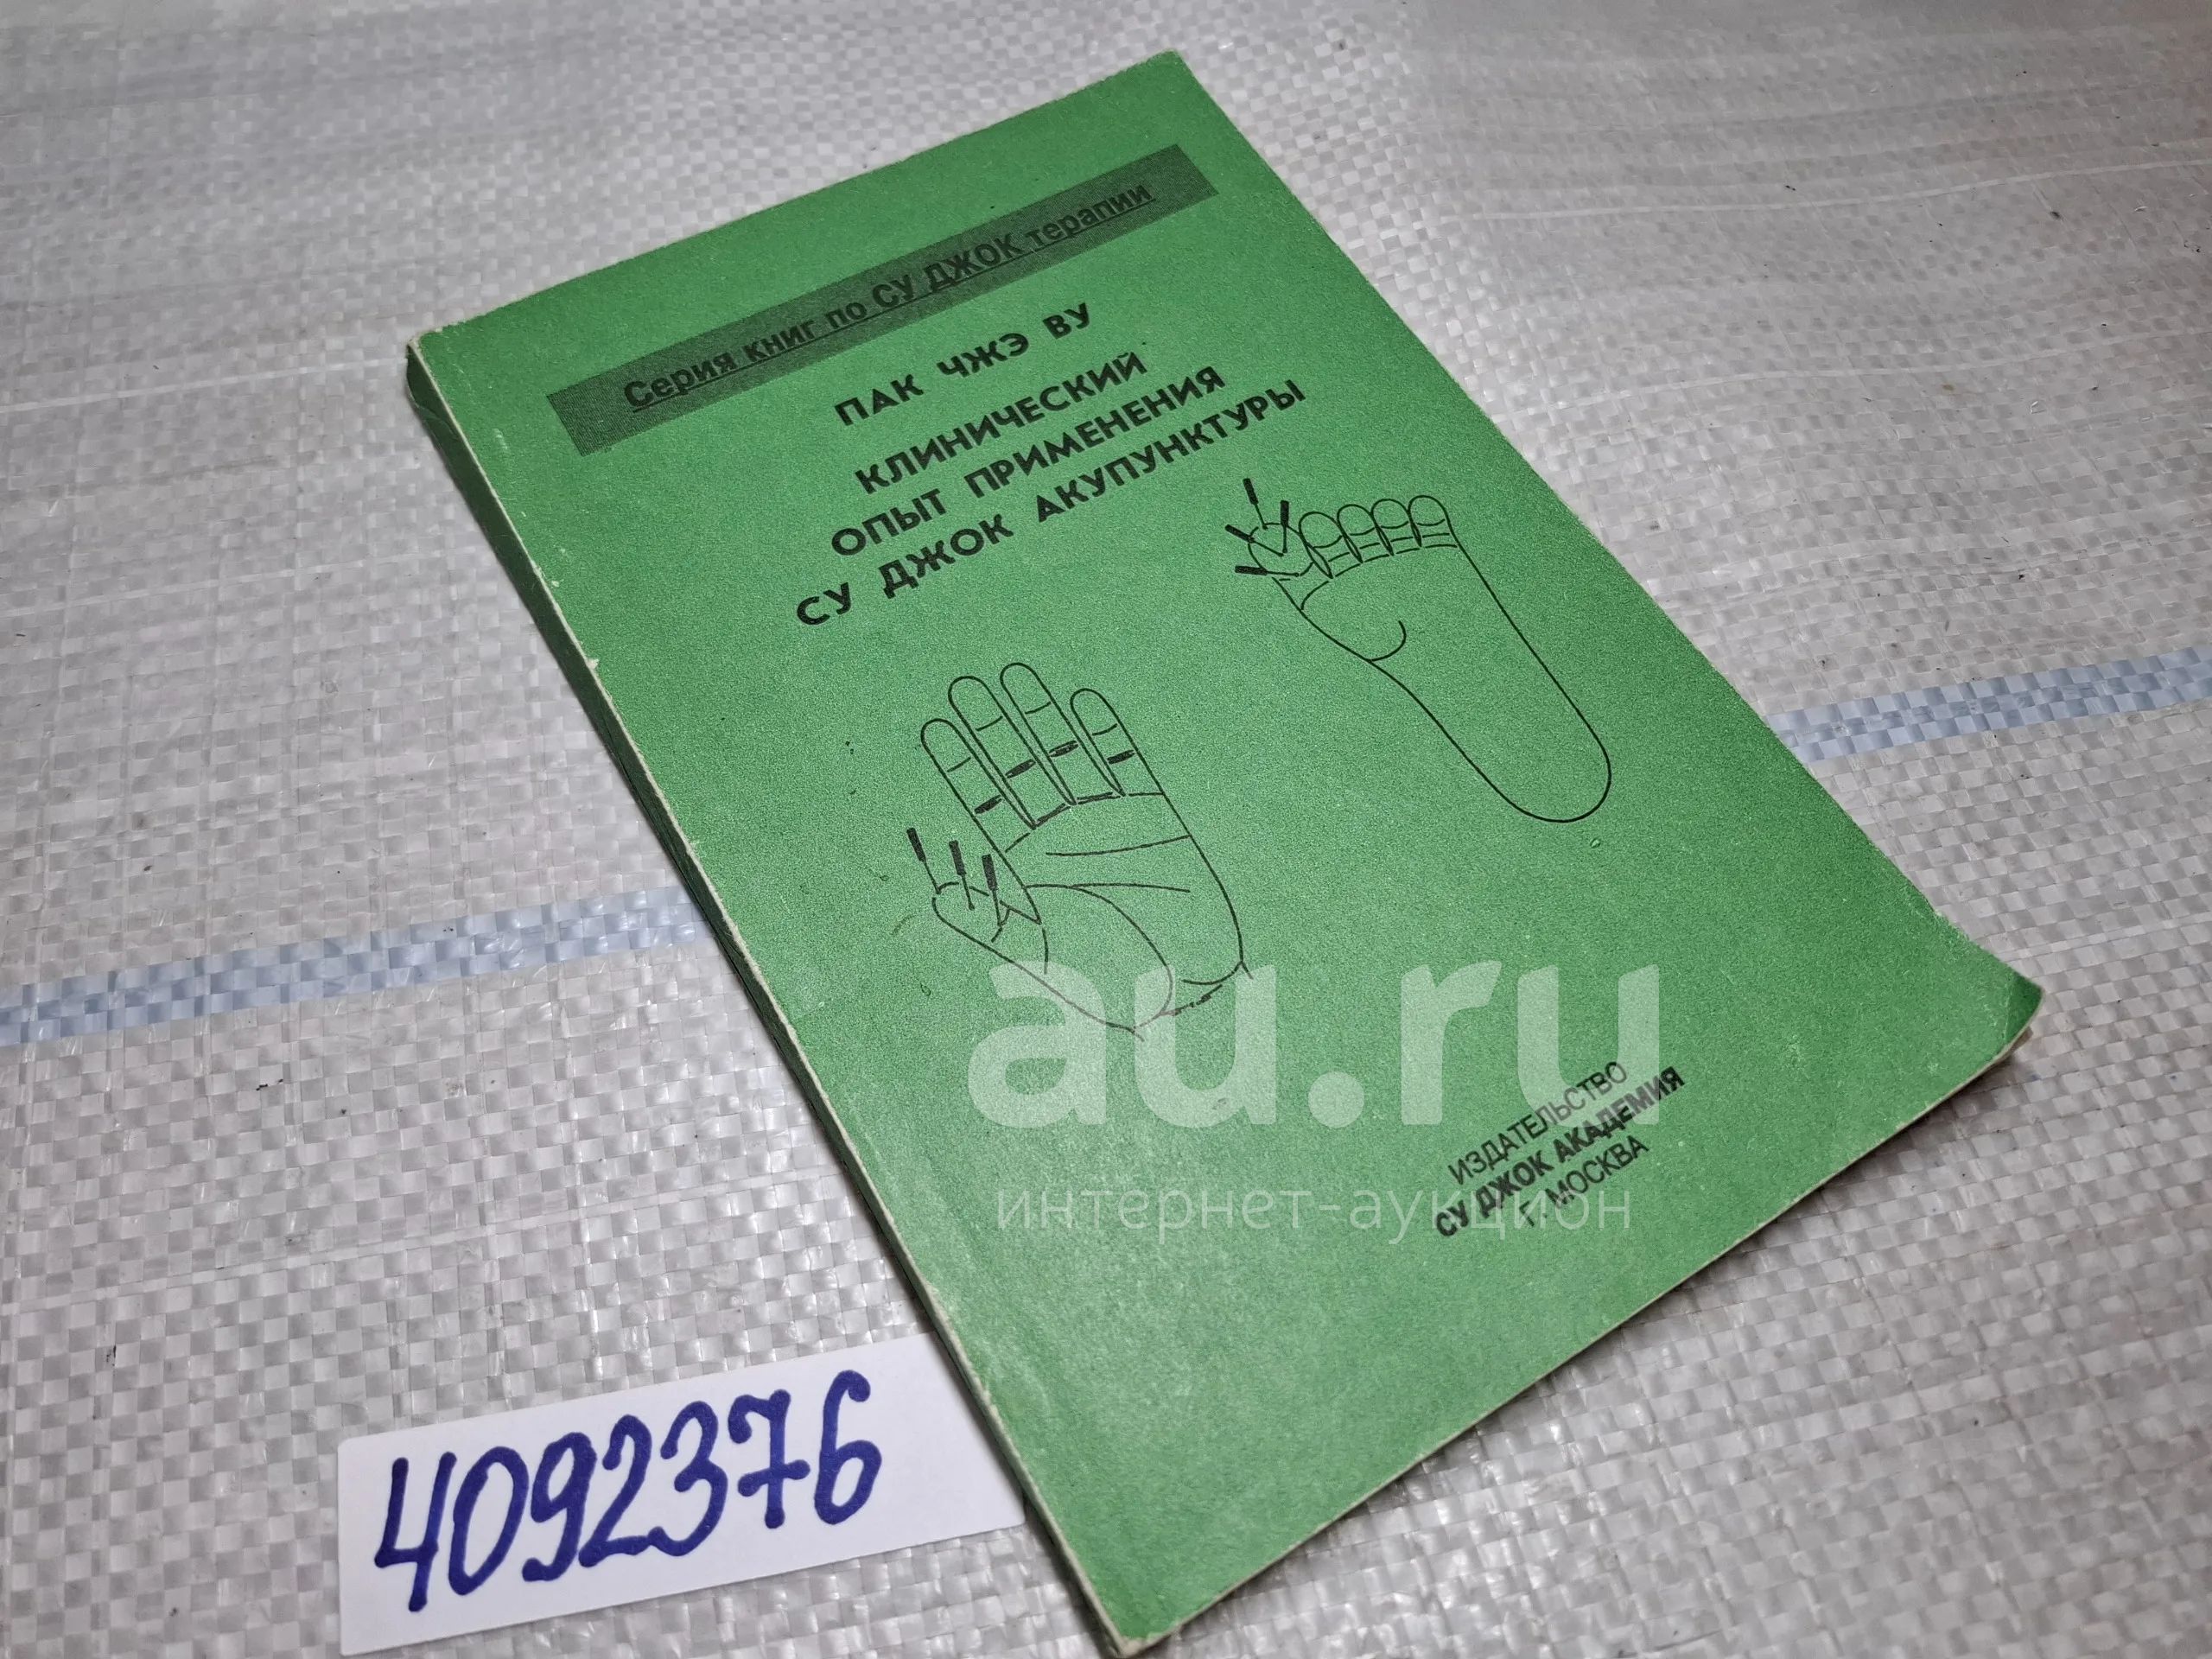 Серия книг по СУ ДЖОК терапии
ПАК ЧЖЭ ВУ
КЛИНИЧЕСКИЙ
ОПЫТ ПРИМЕНЕНИЯ
СУ ДЖОК АКУПУНКТУРЫ
au.ru
интернет-аукцион
ИЗДАТЕЛЬСТВО
СУ ДЖОК АКАДЕМИЯ
Г. МОСКВА
4092376